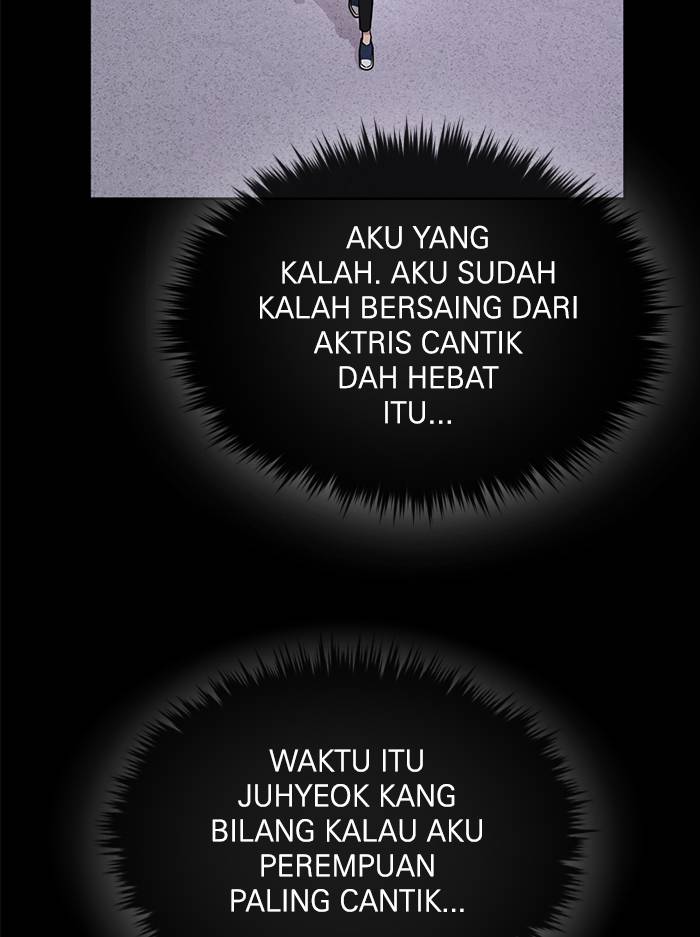 AKU YANG
KALAH. AKU SUDAH
KALAH BERSAING DARI
AKTRIS CANTIK
DAH HEBAT
ITU...
WAKTU ITU
JUHYEOK KANG
BILANG KALAU AKU
PEREMPUAN
PALING CANTIK...